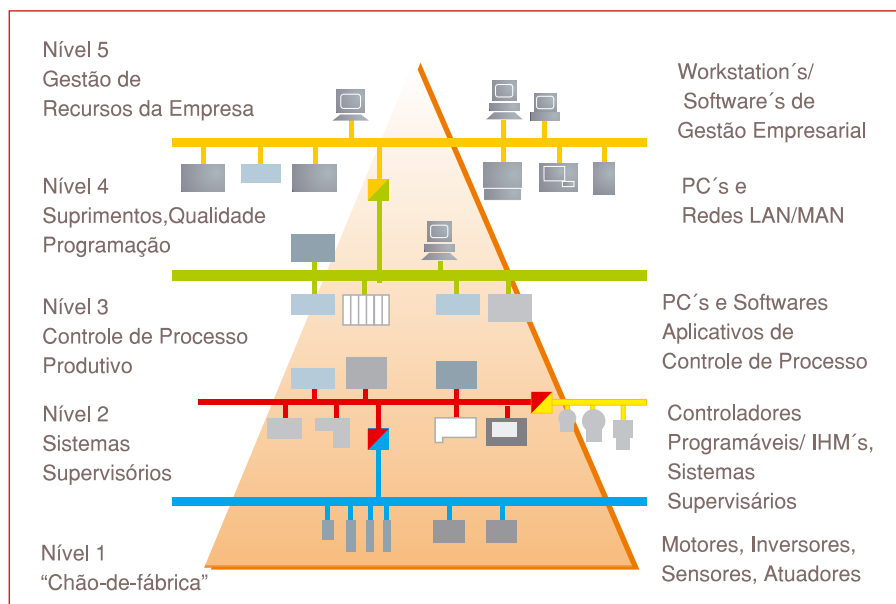 Nível 5
Gestão de
Recursos da Empresa
Workstation´s/
Software´s de
Gestão Empresarial
Nível 4
Suprimentos,Qualidade
Programação
PC´s e
Redes LAN/MAN
Nível 3
Controle de Processo
Produtivo
PC´s e Softwares
Aplicativos de
Controle de Processo
Nível 2
Sistemas
Supervisórios
Controladores
Programáveis/ IHM´s,
Sistemas
Supervisários
Nível 1
“Chão-de-fábrica”
Motores, Inversores,
Sensores, Atuadores